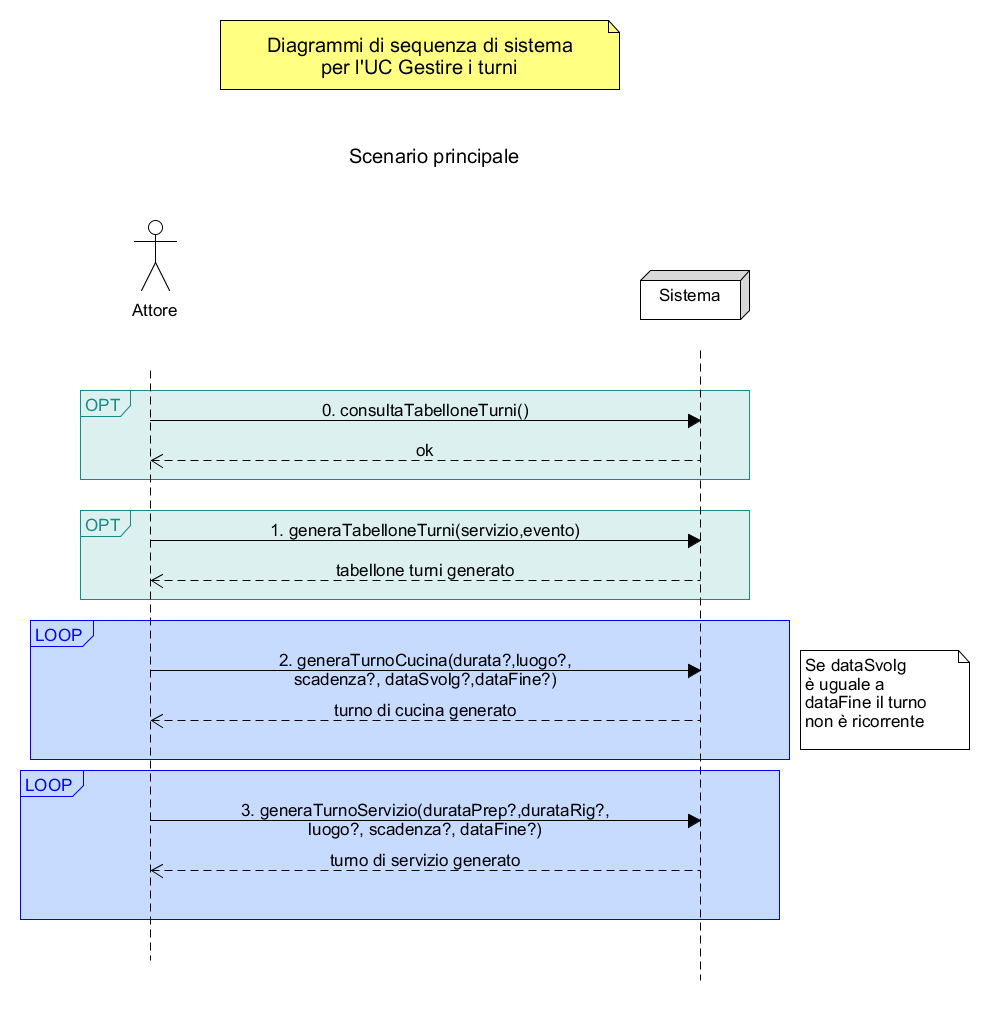 Diagrammi di sequenza di sistema
per l'UC Gestire i turni
Scenario principale
Attore
Sistema
OPT
0. consultaTabelloneTurni()
ok
OPT
1. generaTabelloneTurni(servizio,evento)
tabellone turni generato
LOOP
2. generaTurnoCucina(durata?,luogo?,
scadenza?, dataSvolg?,dataFine?)
turno di cucina generato
Se dataSvolg
è uguale a
dataFine il turno
non è ricorrente
LOOP
3. generaTurnoServizio(durataPrep?,durataRig?,
luogo?, scadenza?, dataFine?)
turno di servizio generato